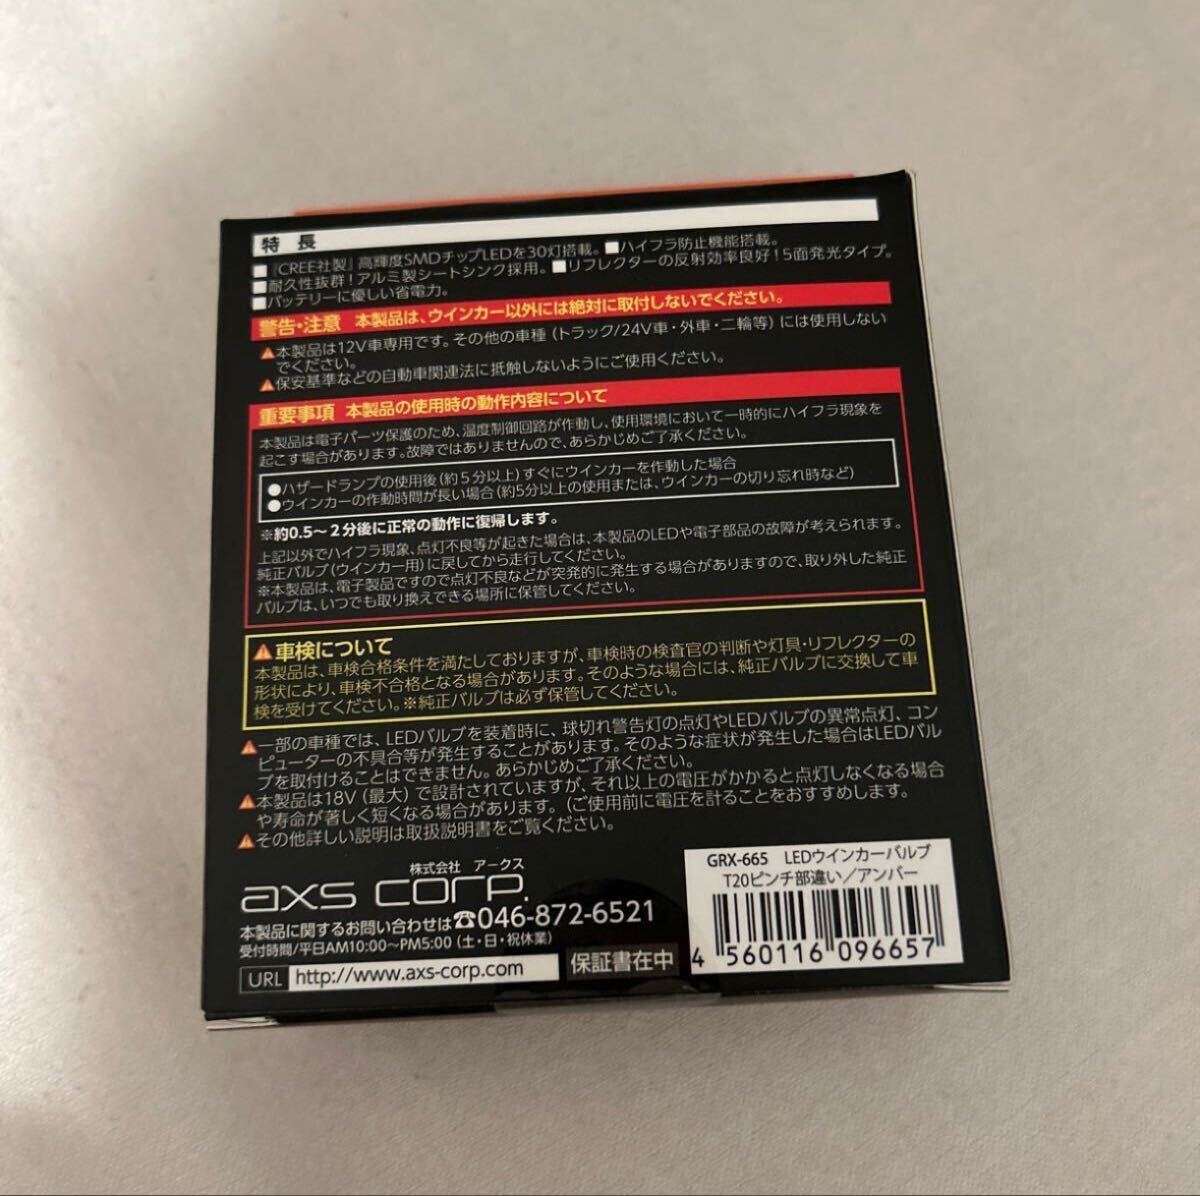 特 長
■『CREE社製』高輝度SMDチップLEDを30灯搭載。 ■ハイフラ防止機能搭載。
■耐久性抜群！アルミ製シートシンク採用。 ■リフレクターの反射効率良好！5面発光タイプ。
■バッテリーに優しい省電力。
警告・注意 本製品は、ウインカー以外には絶対に取付しないでください。
⚠本製品は12V車専用です。その他の車種（トラック/24V車・外車・二輪等）には使用しない
でください。
⚠保安基準などの自動車関連法に抵触しないようにご使用ください。
重要事項 本製品の使用時の動作内容について
本製品は電子パーツ保護のため、温度制御回路が作動し、使用環境において一時的にハイフラ現象を
起こす場合があります。故障ではありませんので、あらかじめご了承ください。
●ハザードランプの使用後（約5分以上）すぐにウインカーを作動した場合
●ウインカーの作動時間が長い場合（約5分以上の使用または、ウインカーの切り忘れ時など）
※約0.5〜2分後に正常の動作に復帰します。
上記以外でハイフラ現象、点灯不良等が起きた場合は、本製品のLEDや電子部品の故障が考えられます。
純正バルブ（ウインカー用）に戻してから走行してください。
※本製品は、電子製品ですので点灯不良などが突発的に発生する場合がありますので、取り外した純正
バルブは、いつでも取り換えできる場所に保管してください。
⚠車検について
本製品は、車検合格条件を満たしておりますが、車検時の検査官の判断や灯具・リフレクターの
形状により、車検不合格となる場合があります。そのような場合には、純正バルブに交換して車
検を受けてください。※純正バルブは必ず保管してください。
⚠一部の車種では、LEDバルブを装着時に、球切れ警告灯の点灯やLEDバルブの異常点灯、コン
ピューターの不具合等が発生することがあります。そのような症状が発生した場合はLEDバル
ブを取付けることはできません。あらかじめご了承ください。
⚠本製品は18V（最大）で設計されていますが、それ以上の電圧がかかると点灯しなくなる場合
や寿命が著しく短くなる場合があります。（ご使用前に電圧を計ることをおすすめします。
⚠その他詳しい説明は取扱説明書をご覧ください。
株式会社 アークス
axs corp.
本製品に関するお問い合わせは☎046-872-6521
受付時間/平日AM10:00〜PM5:00（土・日・祝休業）
URL http://www.axs-corp.com
保証書在中
GRX-665 LEDウインカーバルブ
T20ピンチ部違い／アンバー
4 560116 096657